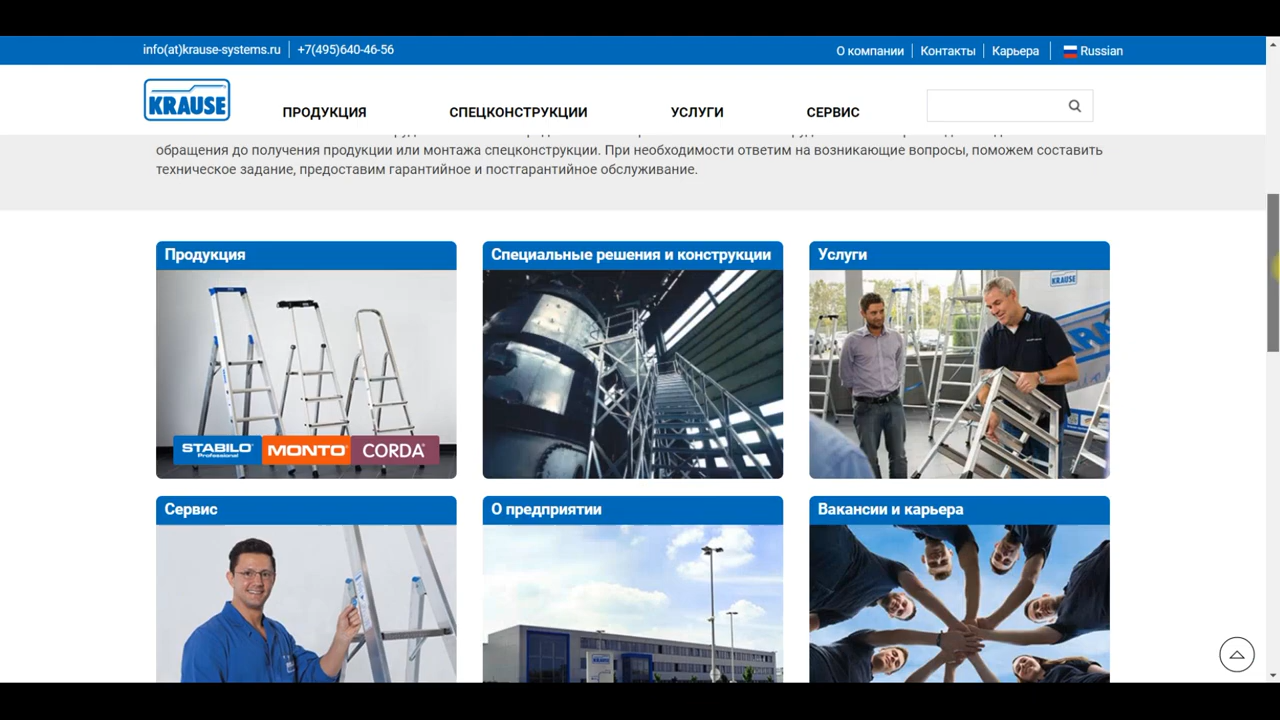 info(at)krause-systems.ru
+7(495)640-46-56
О компании
Контакты
Карьера
Russian
KRAUSE
ПРОДУКЦИЯ
СПЕЦКОНСТРУКЦИИ
УСЛУГИ
СЕРВИС
обращения до получения продукции или монтажа спецконструкции. При необходимости ответим на возникающие вопросы, поможем составить
техническое задание, предоставим гарантийное и постгарантийное обслуживание.
Продукция
Специальные решения и конструкции
Услуги
KRAUSE
STABILO®
Professional
MONTO®
CORDA®
Сервис
О предприятии
Вакансии и карьера
KRAUSE